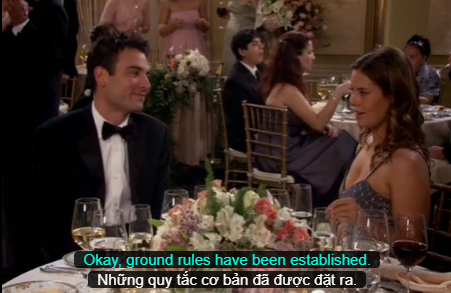 Okay, ground rules have been established.
Những quy tắc cơ bản đã được đặt ra.